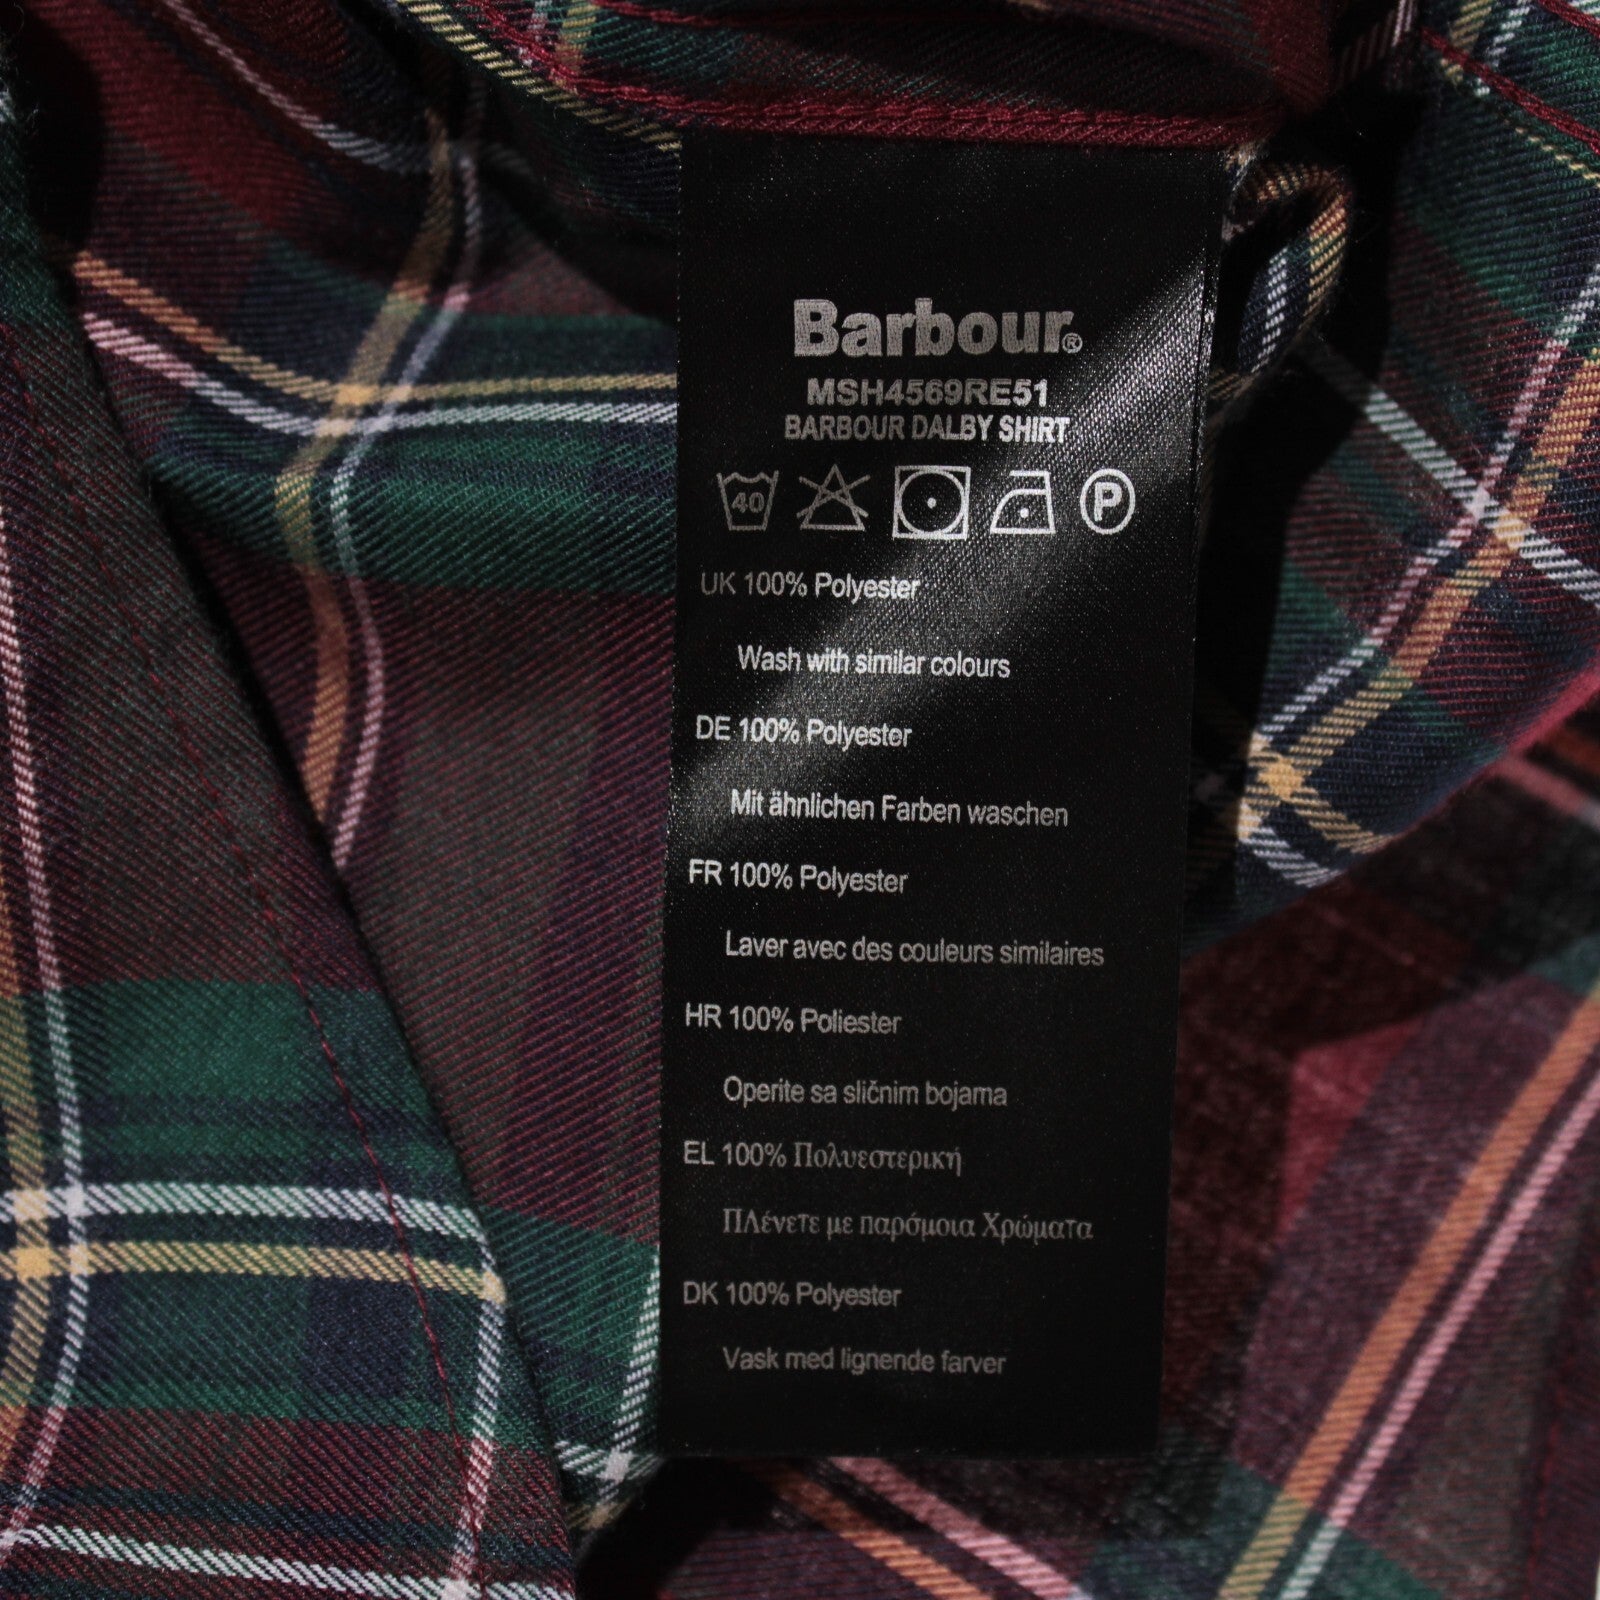 Barbour®
MSH4569RE51
BARBOUR DALBY SHIRT
40 P
UK 100% Polyester
Wash with similar colours
DE 100% Polyester
Mit ähnlichen Farben waschen
FR 100% Polyester
Laver avec des couleurs similaires
HR 100% Poliester
Operite sa sličnim bojama
EL 100% Πολυεστερική
ΠΛένετε με παρόμοια Χρώματα
DK 100% Polyester
Vask med lignende farver